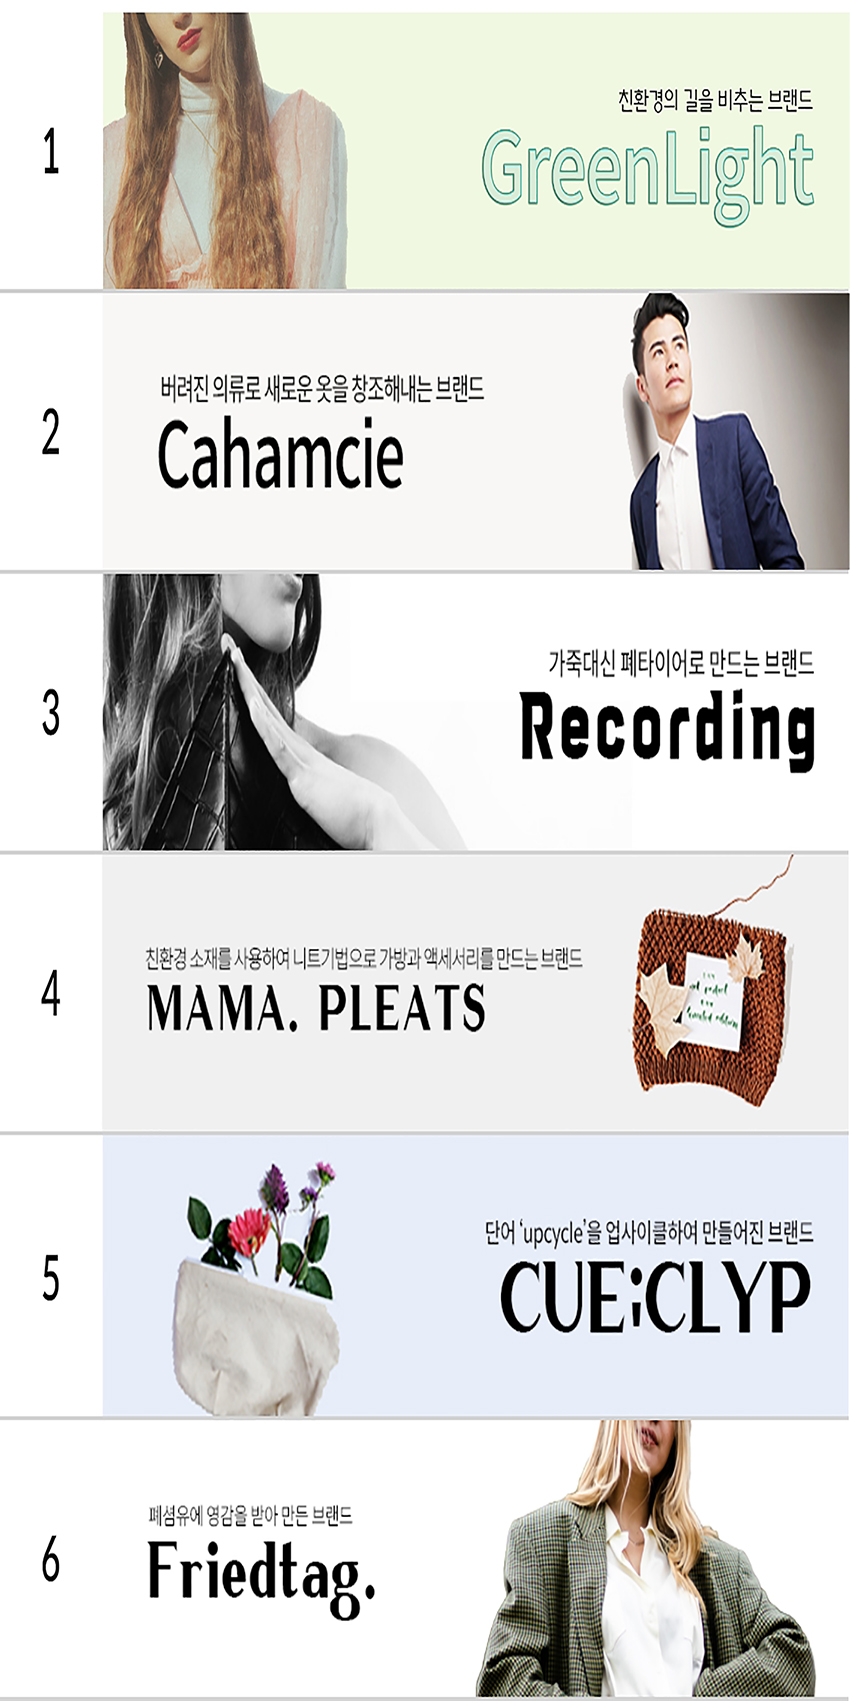 1
친환경의 길을 비추는 브랜드
GreenLight
2
버려진 의류로 새로운 옷을 창조해내는 브랜드
Cahamcie
3
가죽대신 폐타이어로 만드는 브랜드
Recording
4
친환경 소재를 사용하여 니트기법으로 가방과 액세서리를 만드는 브랜드
MAMA. PLEATS
5
단어 ‘upcycle’을 업사이클하여 만들어진 브랜드
CUE;CLYP
6
폐섬유에 영감을 받아 만든 브랜드
Friedtag.